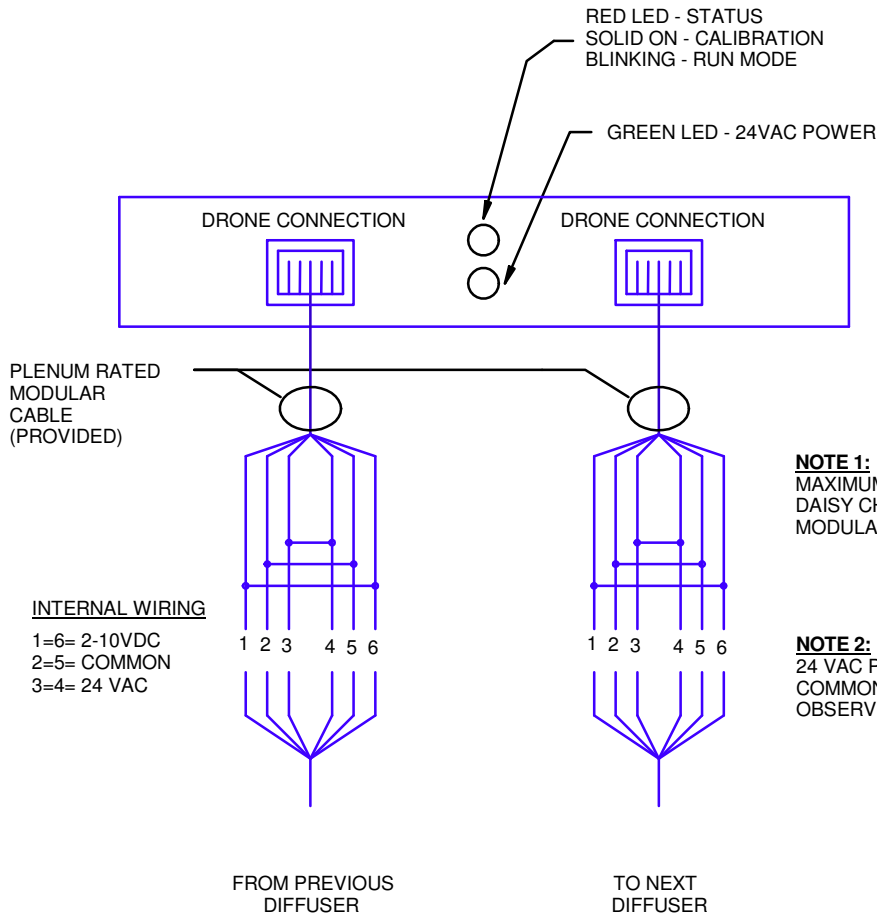 RED LED - STATUS
SOLID ON - CALIBRATION
BLINKING - RUN MODE
GREEN LED - 24VAC POWER
DRONE CONNECTION
DRONE CONNECTION
PLENUM RATED
MODULAR
CABLE
(PROVIDED)
NOTE 1:
MAXIMUM
DAISY CH
MODULA
INTERNAL WIRING
1=6= 2-10VDC
2=5= COMMON
3=4= 24 VAC
1 2 3 4 5 6
1 2 3 4 5 6
NOTE 2:
24 VAC P
COMMON
OBSERV
FROM PREVIOUS
DIFFUSER
TO NEXT
DIFFUSER